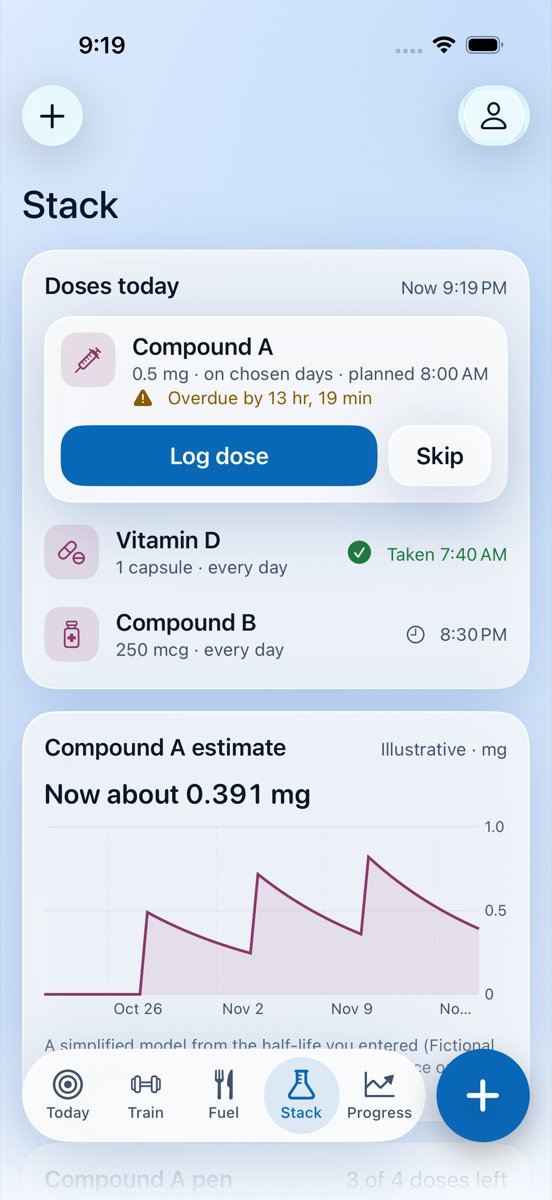 9:19
Stack
Doses today
Now 9:19 PM
Compound A
0.5 mg · on chosen days · planned 8:00 AM
Overdue by 13 hr, 19 min
Log dose
Skip
Vitamin D
1 capsule · every day
Taken 7:40 AM
Compound B
250 mcg · every day
8:30 PM
Compound A estimate
Illustrative · mg
Now about 0.391 mg
1.0
0.5
0
Oct 26
Nov 2
Nov 9
No...
A simplified model from the half-life you entered (Fictional
Today
Train
Fuel
Stack
Progress
Compound A pen
3 of 4 doses left